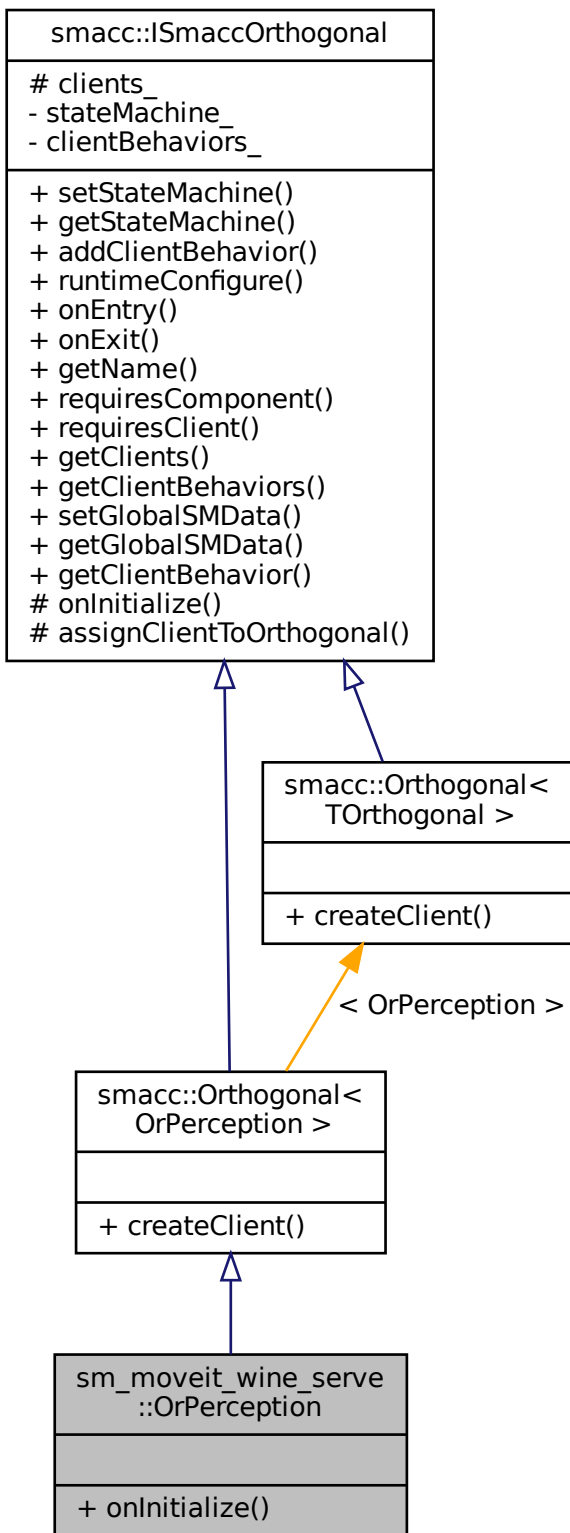 smacc::ISmaccOrthogonal
# clients_
- stateMachine_
- clientBehaviors_
+ setStateMachine()
+ getStateMachine()
+ addClientBehavior()
+ runtimeConfigure()
+ onEntry()
+ onExit()
+ getName()
+ requiresComponent()
+ requiresClient()
+ getClients()
+ getClientBehaviors()
+ setGlobalSMData()
+ getGlobalSMData()
+ getClientBehavior()
# onInitialize()
# assignClientToOrthogonal()
smacc::Orthogonal<
TOrthogonal >
+ createClient()
< OrPerception >
smacc::Orthogonal<
OrPerception >
+ createClient()
sm_moveit_wine_serve
::OrPerception
+ onInitialize()